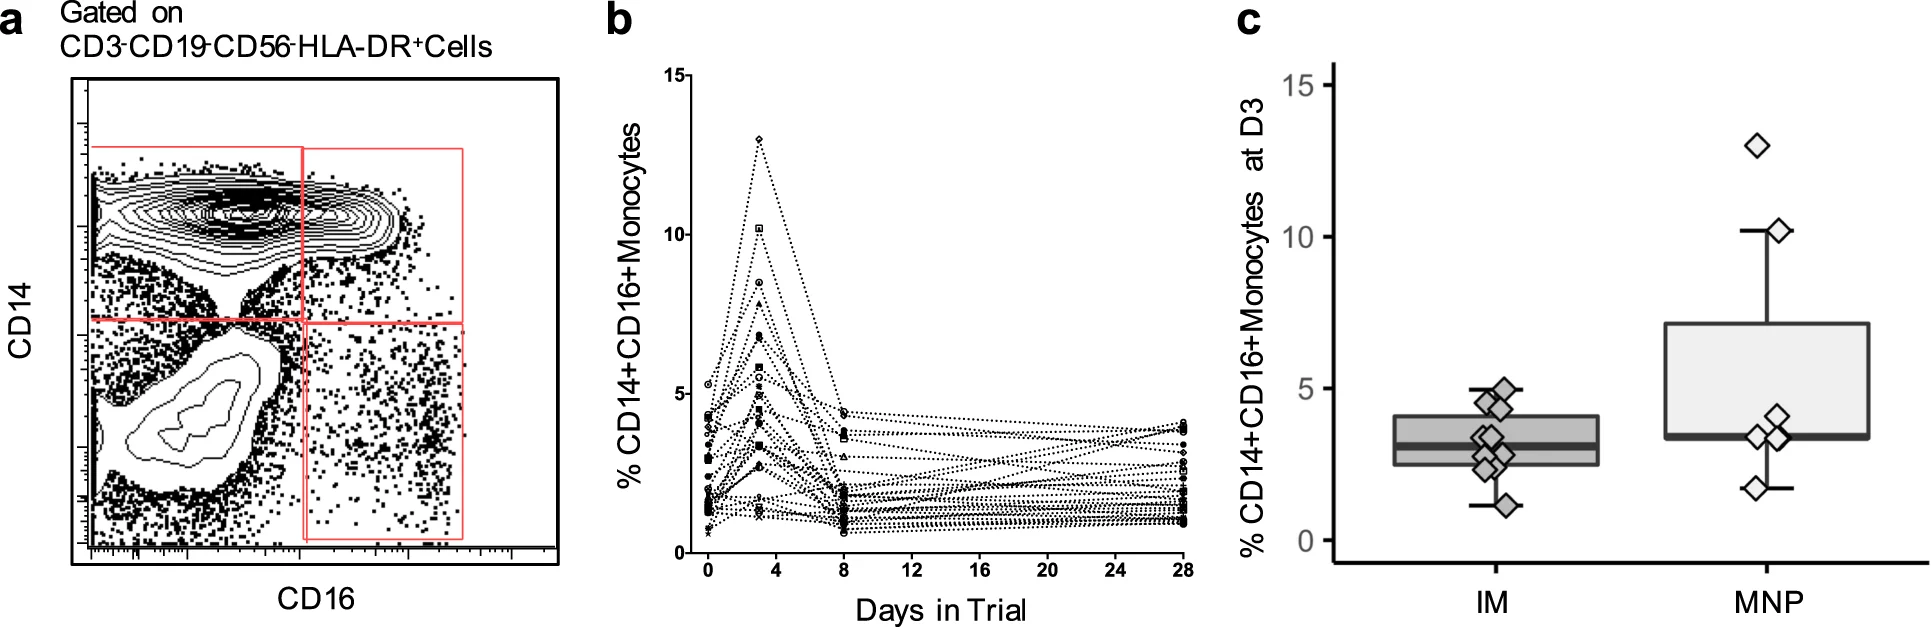 a
Gated on
CD3-CD19-CD56-HLA-DR+Cells
CD14
CD16
b
% CD14+CD16+Monocytes
15
10
5
0
0 4 8 12 16 20 24 28
Days in Trial
c
% CD14+CD16+Monocytes at D3
15
10
5
0
IM MNP